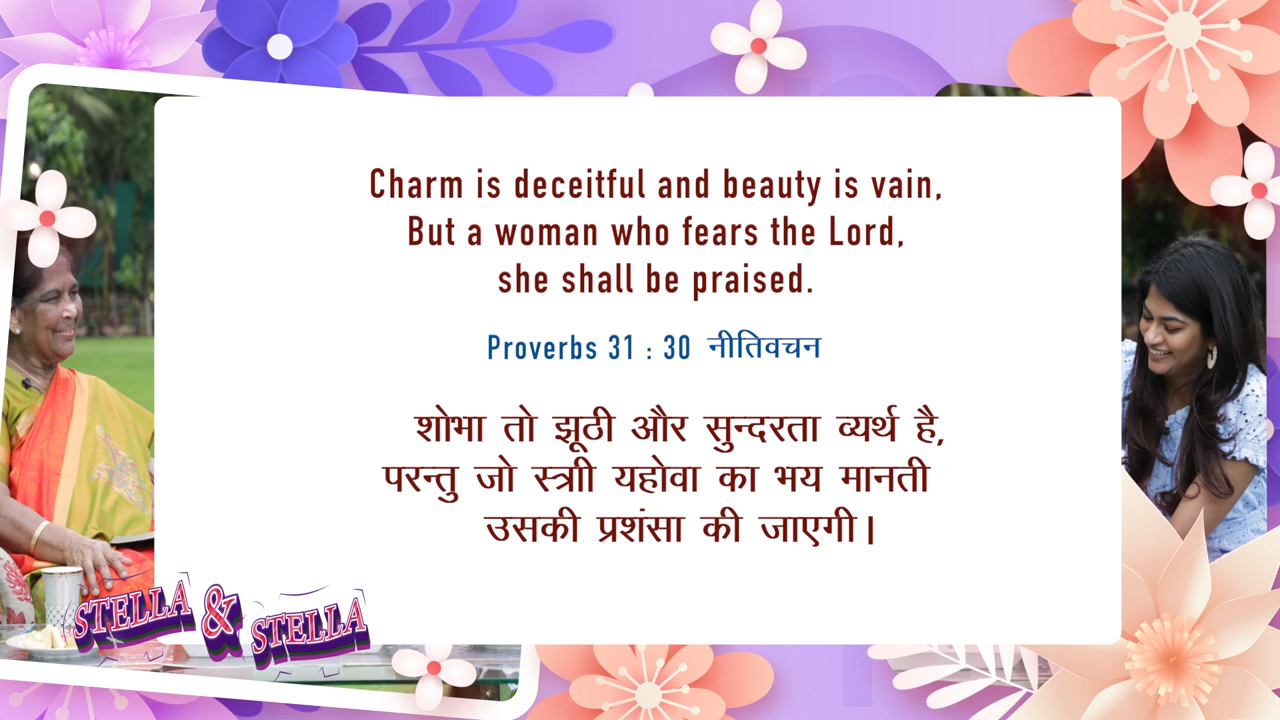 Charm is deceitful and beauty is vain,
But a woman who fears the Lord,
she shall be praised.
Proverbs 31 : 30 नीतिवचन
शोभा तो झूठी और सुन्दरता व्यर्थ है,
परन्तु जो स्त्राी यहोवा का भय मानती
उसकी प्रशंसा की जाएगी।
STELLA & STELLA